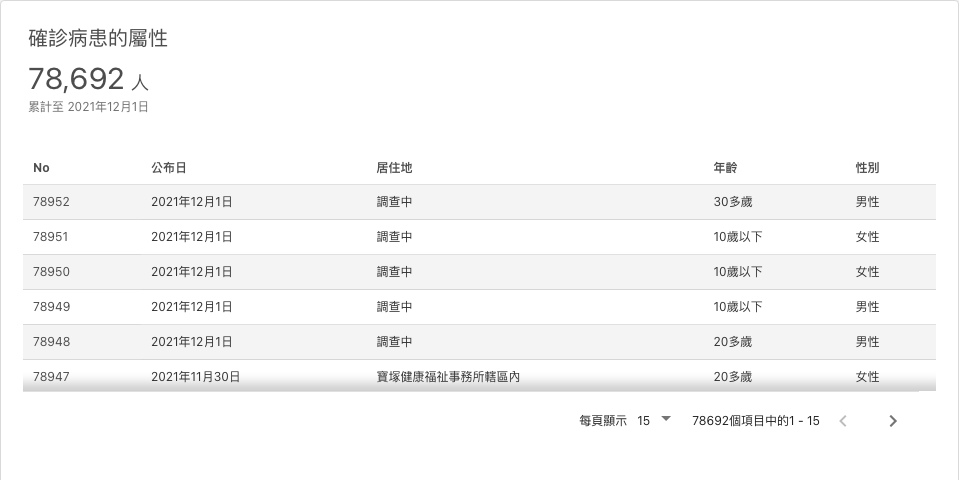 確診病患的屬性
78,692 人
累計至 2021年12月1日
No 公布日 居住地 年齡 性別
78952 2021年12月1日 調查中 30多歲 男性
78951 2021年12月1日 調查中 10歲以下 女性
78950 2021年12月1日 調查中 10歲以下 女性
78949 2021年12月1日 調查中 10歲以下 男性
78948 2021年12月1日 調查中 20多歲 男性
78947 2021年11月30日 寶塚健康福祉事務所轄區內 20多歲 女性
每頁顯示 15 78692個項目中的1 - 15